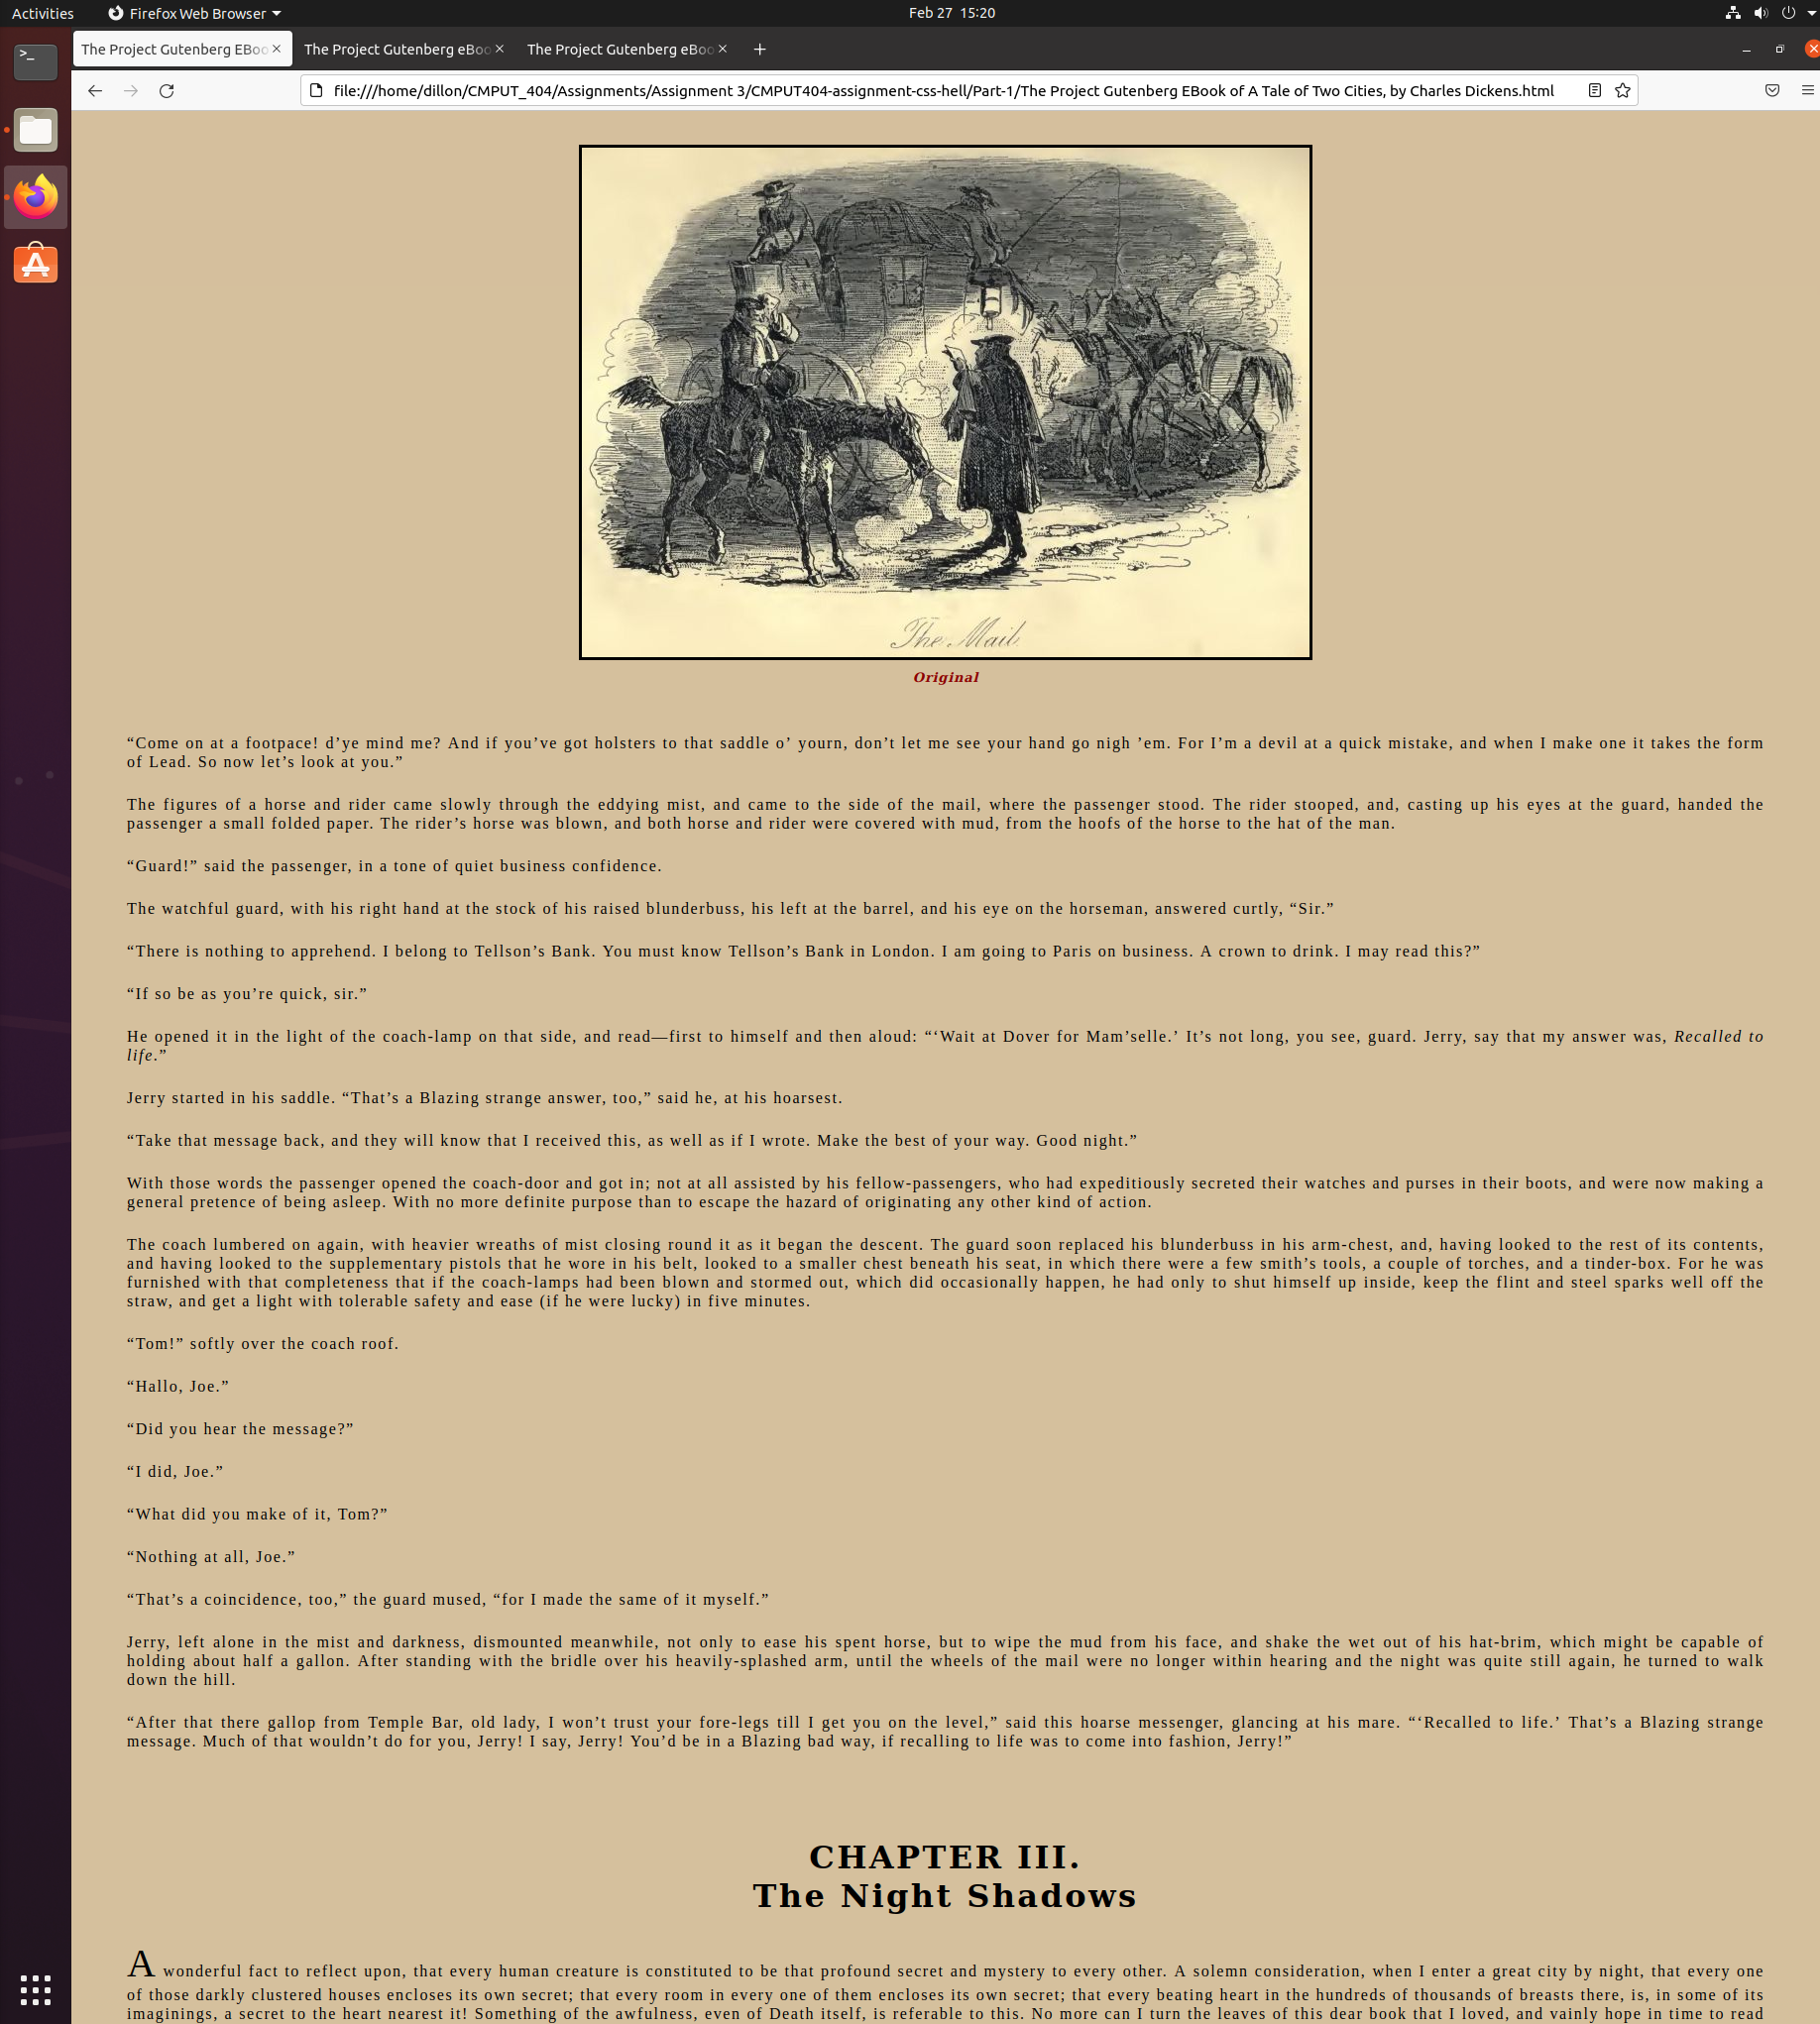 Activities
Firefox Web Browser
Feb 27 15:20
The Project Gutenberg EBoo
The Project Gutenberg eBoo
The Project Gutenberg eBoo
file:///home/dillon/CMPUT_404/Assignments/Assignment 3/CMPUT404-assignment-css-hell/Part-1/The Project Gutenberg EBook of A Tale of Two Cities, by Charles Dickens.html
The Mail
Original
“Come on at a footpace! d’ye mind me? And if you’ve got holsters to that saddle o’ yourn, don’t let me see your hand go nigh ’em. For I’m a devil at a quick mistake, and when I make one it takes the form
of Lead. So now let’s look at you.”
The figures of a horse and rider came slowly through the eddying mist, and came to the side of the mail, where the passenger stood. The rider stooped, and, casting up his eyes at the guard, handed the
passenger a small folded paper. The rider’s horse was blown, and both horse and rider were covered with mud, from the hoofs of the horse to the hat of the man.
“Guard!” said the passenger, in a tone of quiet business confidence.
The watchful guard, with his right hand at the stock of his raised blunderbuss, his left at the barrel, and his eye on the horseman, answered curtly, “Sir.”
“There is nothing to apprehend. I belong to Tellson’s Bank. You must know Tellson’s Bank in London. I am going to Paris on business. A crown to drink. I may read this?”
“If so be as you’re quick, sir.”
He opened it in the light of the coach-lamp on that side, and read—first to himself and then aloud: “‘Wait at Dover for Mam’selle.’ It’s not long, you see, guard. Jerry, say that my answer was, Recalled to
life.”
Jerry started in his saddle. “That’s a Blazing strange answer, too,” said he, at his hoarsest.
“Take that message back, and they will know that I received this, as well as if I wrote. Make the best of your way. Good night.”
With those words the passenger opened the coach-door and got in; not at all assisted by his fellow-passengers, who had expeditiously secreted their watches and purses in their boots, and were now making a
general pretence of being asleep. With no more definite purpose than to escape the hazard of originating any other kind of action.
The coach lumbered on again, with heavier wreaths of mist closing round it as it began the descent. The guard soon replaced his blunderbuss in his arm-chest, and, having looked to the rest of its contents,
and having looked to the supplementary pistols that he wore in his belt, looked to a smaller chest beneath his seat, in which there were a few smith’s tools, a couple of torches, and a tinder-box. For he was
furnished with that completeness that if the coach-lamps had been blown and stormed out, which did occasionally happen, he had only to shut himself up inside, keep the flint and steel sparks well off the
straw, and get a light with tolerable safety and ease (if he were lucky) in five minutes.
“Tom!” softly over the coach roof.
“Hallo, Joe.”
“Did you hear the message?”
“I did, Joe.”
“What did you make of it, Tom?”
“Nothing at all, Joe.”
“That’s a coincidence, too,” the guard mused, “for I made the same of it myself.”
Jerry, left alone in the mist and darkness, dismounted meanwhile, not only to ease his spent horse, but to wipe the mud from his face, and shake the wet out of his hat-brim, which might be capable of
holding about half a gallon. After standing with the bridle over his heavily-splashed arm, until the wheels of the mail were no longer within hearing and the night was quite still again, he turned to walk
down the hill.
“After that there gallop from Temple Bar, old lady, I won’t trust your fore-legs till I get you on the level,” said this hoarse messenger, glancing at his mare. “‘Recalled to life.’ That’s a Blazing strange
message. Much of that wouldn’t do for you, Jerry! I say, Jerry! You’d be in a Blazing bad way, if recalling to life was to come into fashion, Jerry!”
CHAPTER III.
The Night Shadows
A wonderful fact to reflect upon, that every human creature is constituted to be that profound secret and mystery to every other. A solemn consideration, when I enter a great city by night, that every one
of those darkly clustered houses encloses its own secret; that every room in every one of them encloses its own secret; that every beating heart in the hundreds of thousands of breasts there, is, in some of its
imaginings, a secret to the heart nearest it! Something of the awfulness, even of Death itself, is referable to this. No more can I turn the leaves of this dear book that I loved, and vainly hope in time to read